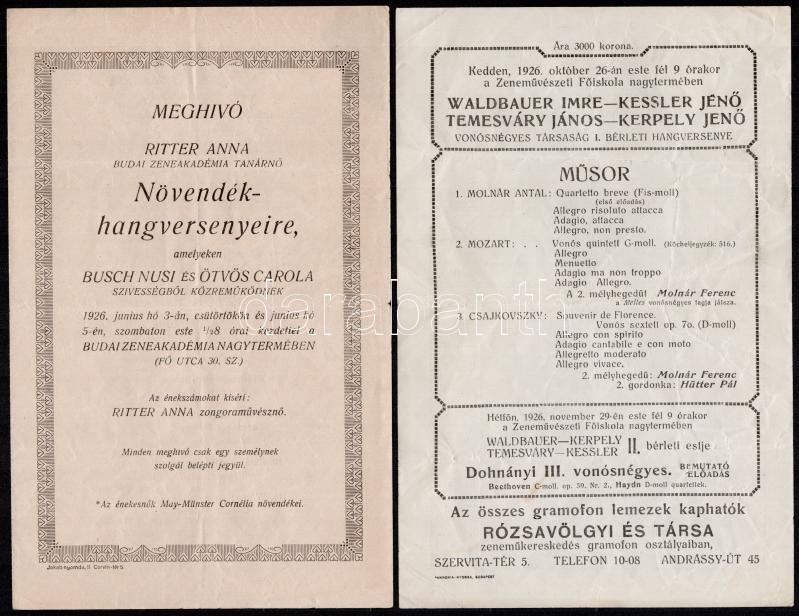 MEGHIVÓ
RITTER ANNA
BUDAI ZENEAKADÉMIA TANÁRNŐ
Növendék-
hangversenyeire,
amelyeken
BUSCH NUSI ÉS ÖTVÖS CAROLA
SZIVESSÉGBŐL KÖZREMŰKÖDNEK
1926. junius hó 3-án, csütörtökön és junius hó
5-én, szombaton este ½8 órai kezdettel a
BUDAI ZENEAKADÉMIA NAGYTERMÉBEN
(FŐ UTCA 30. SZ.)
Az énekszámokat kiséri:
RITTER ANNA zongoraművésznő.
Minden meghivó csak egy személynek
szolgál belépti jegyül.
*Az énekesnők May-Münster Cornélia növendékei.
Jakab nyomda, II. Corvin-tér 5.
Ára 3000 korona.
Kedden, 1926. október 26-án este fél 9 órakor
a Zeneművészeti Főiskola nagytermében
WALDBAUER IMRE—KESSLER JENŐ
TEMESVÁRY JÁNOS—KERPELY JENŐ
VONÓSNÉGYES TÁRSASÁG I. BÉRLETI HANGVERSENYE
MŰSOR
1. MOLNÁR ANTAL: Quartetto breve (Fis-moll)
(első előadás)
Allegro risoluto attacca
Adagio, attacca
Allegro, non presto.
2. MOZART: . . Vonós quintett G-moll. (Köcheljegyzék: 516.)
Allegro
Menuetto
Adagio ma non troppo
Adagio Allegro.
A 2. mélyhegedűt Molnár Ferenc
a Melles vonósnégyes tagja játsza.
3. CSAJKOVSZKY: Souvenir de Florence.
Vonós sextett op. 7o. (D-moll)
Allegro con spirito
Adagio cantabile e con moto
Allegretto moderato
Allegro vivace.
2. mélyhegedű: Molnár Ferenc
2. gordonka: Hütter Pál
Hétfőn, 1926. november 29-én este fél 9 órakor
a Zeneművészeti Főiskola nagytermében
WALDBAUER—KERPELY
TEMESVÁRY—KESSLER II. bérleti estje
Dohnányi III. vonósnégyes. BEMUTATÓ ELŐADÁS
Beethoven C-moll. op. 59. Nr. 2., Haydn D-moll quartettek.
Az összes gramofon lemezek kaphatók
RÓZSAVÖLGYI ÉS TÁRSA
zeneműkereskedés gramofon osztályaiban,
SZERVITA-TÉR 5. TELEFON 10-08 ANDRÁSSY-ÚT 45
darabanth